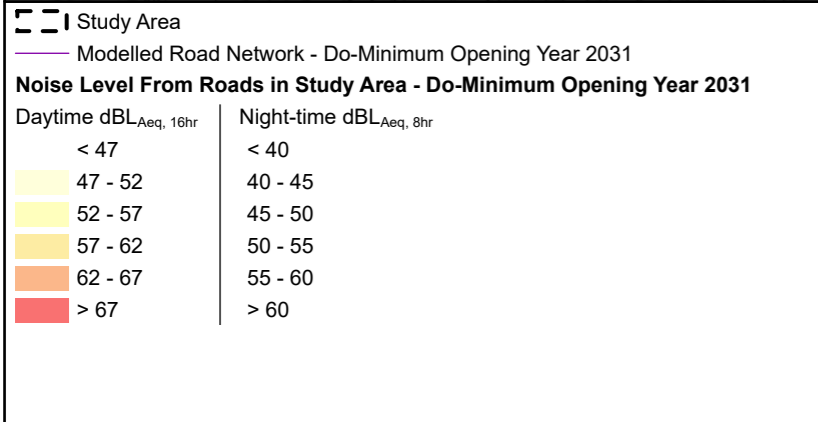 Study Area
Modelled Road Network - Do-Minimum Opening Year 2031
Noise Level From Roads in Study Area - Do-Minimum Opening Year 2031
Daytime dBL_Aeq, 16hr Night-time dBL_Aeq, 8hr
< 47 < 40
47 - 52 40 - 45
52 - 57 45 - 50
57 - 62 50 - 55
62 - 67 55 - 60
> 67 > 60